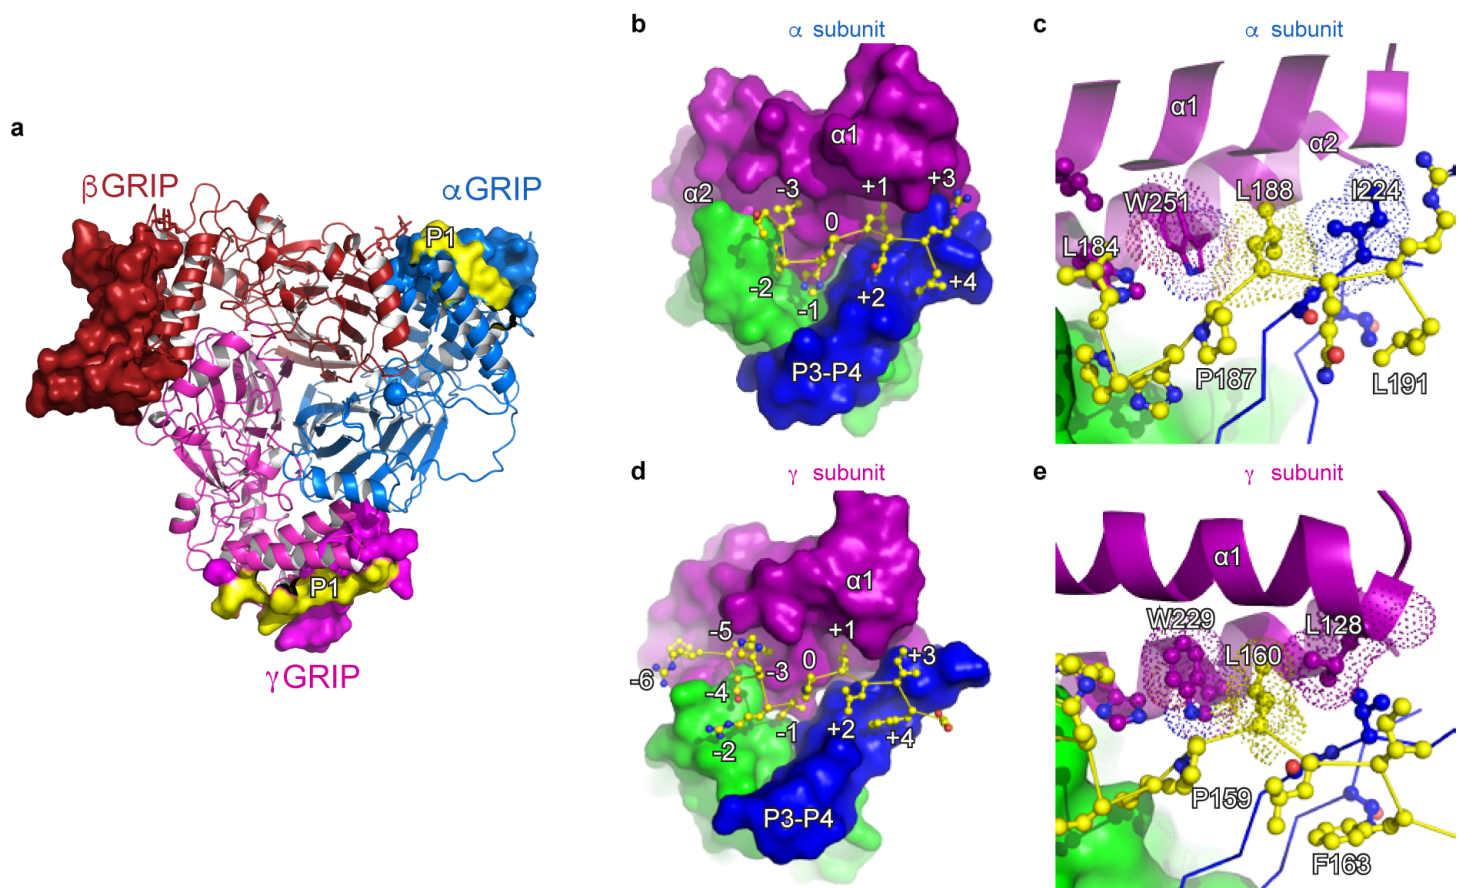 a
βGRIP
αGRIP
P1
P1
γGRIP
b
α subunit
α1
α2
-3
+1
+3
0
-2
-1
+2
+4
P3-P4
c
α subunit
α1
α2
W251
L188
I224
L184
P187
L191
d
γ subunit
α1
-5
+1
0
+3
-6
-3
-4
-2
-1
+2
+4
P3-P4
e
γ subunit
α1
W229
L128
L160
P159
F163